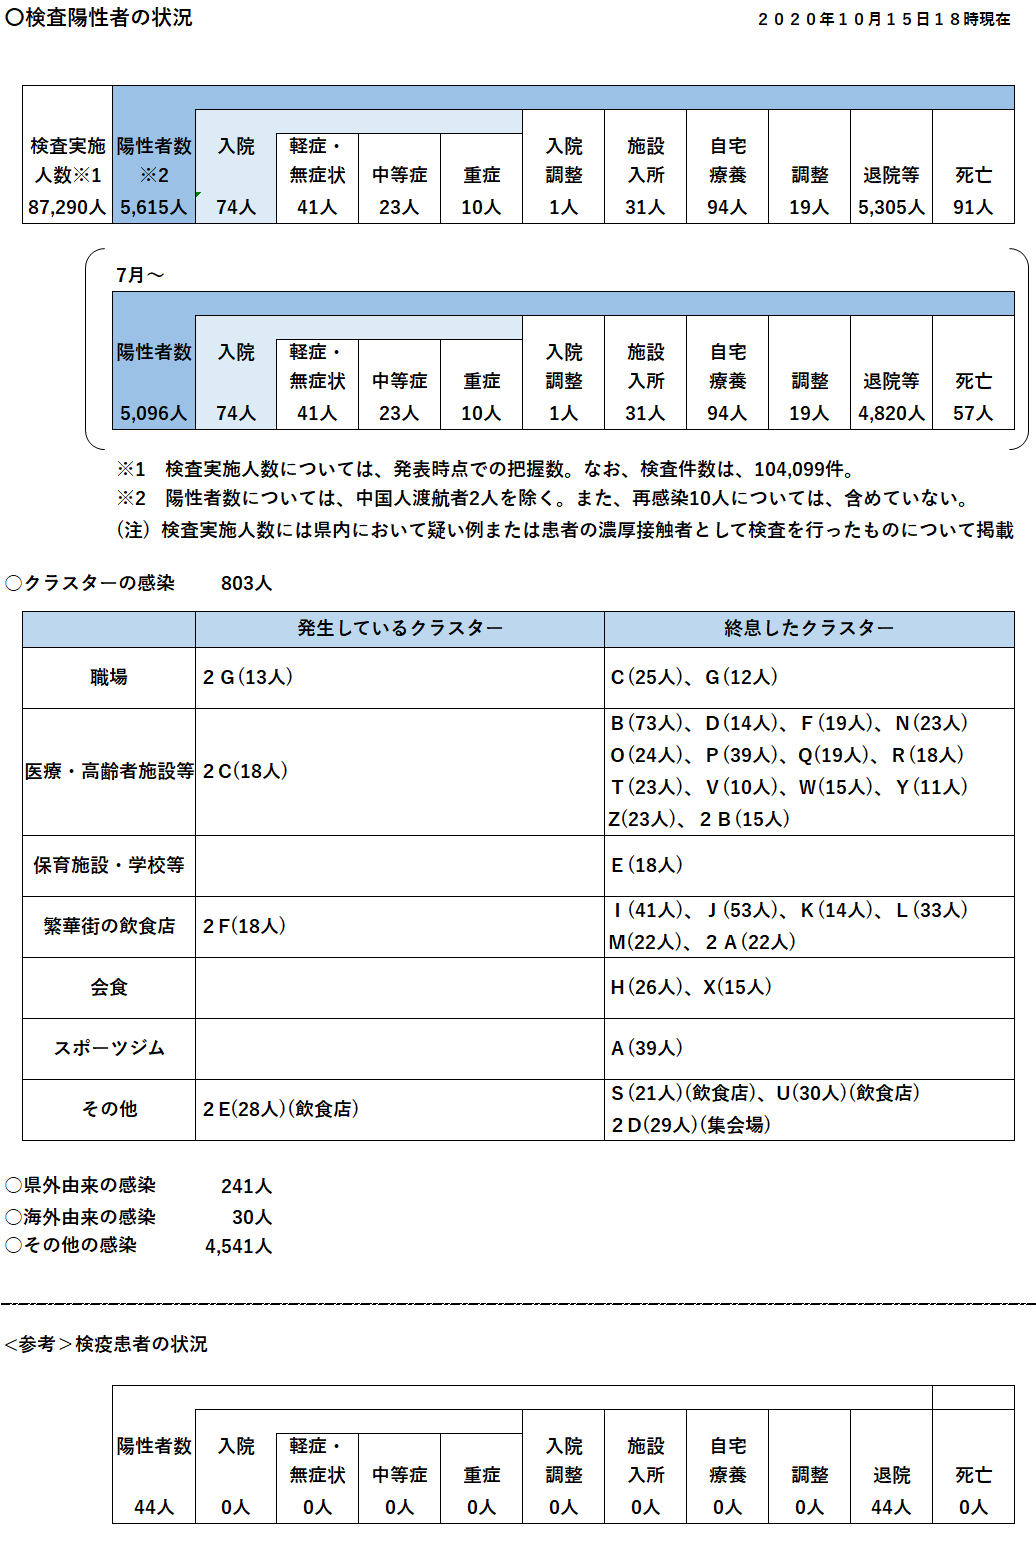 〇検査陽性者の状況
２０２０年１０月１５日１８時現在
検査実施
人数※1
87,290人
陽性者数
※2
5,615人
入院
74人
軽症・
無症状
41人
中等症
23人
重症
10人
入院
調整
1人
施設
入所
31人
自宅
療養
94人
調整
19人
退院等
5,305人
死亡
91人
7月～
陽性者数
5,096人
入院
74人
軽症・
無症状
41人
中等症
23人
重症
10人
入院
調整
1人
施設
入所
31人
自宅
療養
94人
調整
19人
退院等
4,820人
死亡
57人
※1　検査実施人数については、発表時点での把握数。なお、検査件数は、104,099件。
※2　陽性者数については、中国人渡航者2人を除く。また、再感染10人については、含めていない。
(注）検査実施人数には県内において疑い例または患者の濃厚接触者として検査を行ったものについて掲載
〇クラスターの感染　803人
発生しているクラスター　終息したクラスター
職場
２Ｇ(13人)
Ｃ(25人)、Ｇ(12人)
医療・高齢者施設等
２C(18人)
Ｂ(73人)、Ｄ(14人)、Ｆ(19人)、Ｎ(23人)
Ｏ(24人)、Ｐ(39人)、Q(19人)、Ｒ(18人)
Ｔ(23人)、Ｖ(10人)、W(15人)、Ｙ(11人)
Z(23人)、２Ｂ(15人)
保育施設・学校等
Ｅ(18人)
繁華街の飲食店
２F(18人)
Ｉ(41人)、Ｊ(53人)、Ｋ(14人)、Ｌ(33人)
M(22人)、２Ａ(22人)
会食
Ｈ(26人)、X(15人)
スポーツジム
Ａ(39人)
その他
２E(28人)(飲食店)
Ｓ(21人)(飲食店)、U(30人)(飲食店)
２D(29人)(集会場)
〇県外由来の感染　241人
〇海外由来の感染　30人
〇その他の感染　4,541人
<参考＞検疫患者の状況
陽性者数
44人
入院
0人
軽症・
無症状
0人
中等症
0人
重症
0人
入院
調整
0人
施設
入所
0人
自宅
療養
0人
調整
0人
退院
44人
死亡
0人